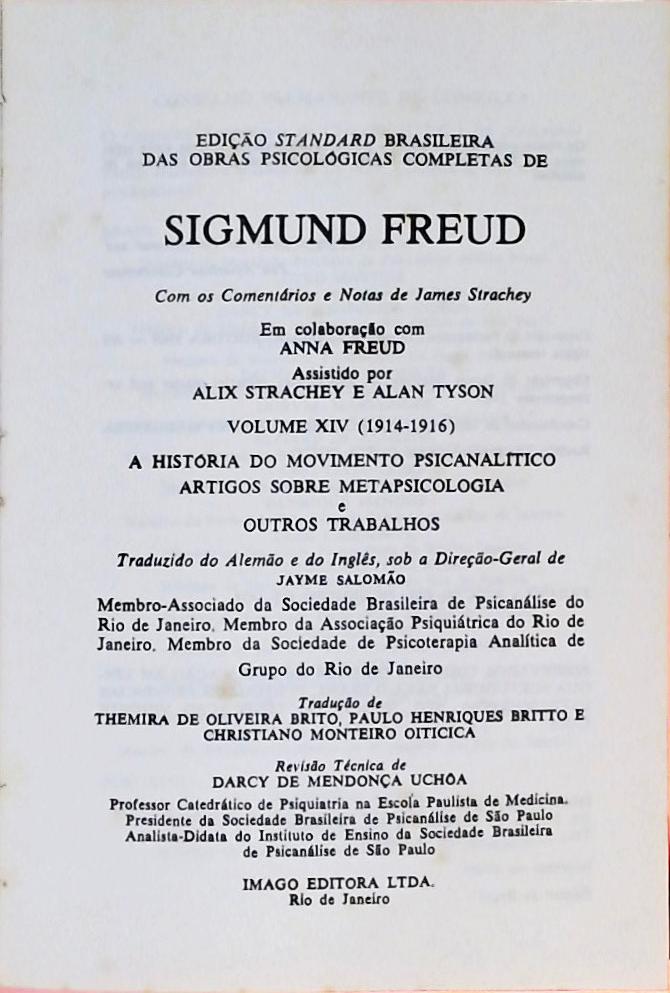 EDIÇÃO STANDARD BRASILEIRA
DAS OBRAS PSICOLÓGICAS COMPLETAS DE
SIGMUND FREUD
Com os Comentários e Notas de James Strachey
Em colaboração com
ANNA FREUD
Assistido por
ALIX STRACHEY E ALAN TYSON
VOLUME XIV (1914-1916)
A HISTÓRIA DO MOVIMENTO PSICANALÍTICO
ARTIGOS SOBRE METAPSICOLOGIA
e
OUTROS TRABALHOS
Traduzido do Alemão e do Inglês, sob a Direção-Geral de
JAYME SALOMÃO
Membro-Associado da Sociedade Brasileira de Psicanálise do
Rio de Janeiro, Membro da Associação Psiquiátrica do Rio de
Janeiro, Membro da Sociedade de Psicoterapia Analítica de
Grupo do Rio de Janeiro
Tradução de
THEMIRA DE OLIVEIRA BRITO, PAULO HENRIQUES BRITTO E
CHRISTIANO MONTEIRO OITICICA
Revisão Técnica de
DARCY DE MENDONÇA UCHÔA
Professor Catedrático de Psiquiatria na Escola Paulista de Medicina.
Presidente da Sociedade Brasileira de Psicanálise de São Paulo
Analista-Didata do Instituto de Ensino da Sociedade Brasileira
de Psicanálise de São Paulo
IMAGO EDITORA LTDA.
Rio de Janeiro